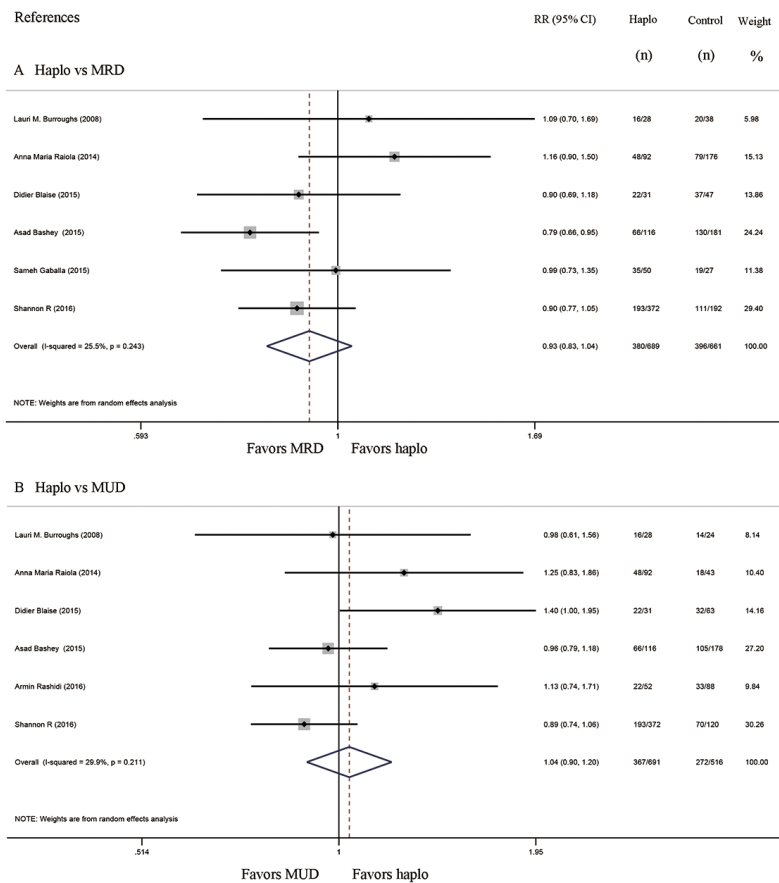 References RR (95% CI) Haplo Control Weight
(n) (n) %
A Haplo vs MRD
Lauri M. Burroughs (2008) 1.09 (0.70, 1.69) 16/28 20/38 5.98
Anna Maria Raiola (2014) 1.16 (0.90, 1.50) 48/92 79/176 15.13
Didier Blaise (2015) 0.90 (0.69, 1.18) 22/31 37/47 13.86
Asad Bashey (2015) 0.79 (0.66, 0.95) 66/116 130/181 24.24
Sameh Gaballa (2015) 0.99 (0.73, 1.35) 35/50 19/27 11.38
Shannon R (2016) 0.90 (0.77, 1.05) 193/372 111/192 29.40
Overall (I-squared = 25.5%, p = 0.243) 0.93 (0.83, 1.04) 380/689 396/661 100.00
NOTE: Weights are from random effects analysis
.593 1 1.69
Favors MRD Favors haplo
B Haplo vs MUD
Lauri M. Burroughs (2008) 0.98 (0.61, 1.56) 16/28 14/24 8.14
Anna Maria Raiola (2014) 1.25 (0.83, 1.86) 48/92 18/43 10.40
Didier Blaise (2015) 1.40 (1.00, 1.95) 22/31 32/63 14.16
Asad Bashey (2015) 0.96 (0.79, 1.18) 66/116 105/178 27.20
Armin Rashidi (2016) 1.13 (0.74, 1.71) 22/52 33/88 9.84
Shannon R (2016) 0.89 (0.74, 1.06) 193/372 70/120 30.26
Overall (I-squared = 29.9%, p = 0.211) 1.04 (0.90, 1.20) 367/691 272/516 100.00
NOTE: Weights are from random effects analysis
.514 1 1.95
Favors MUD Favors haplo